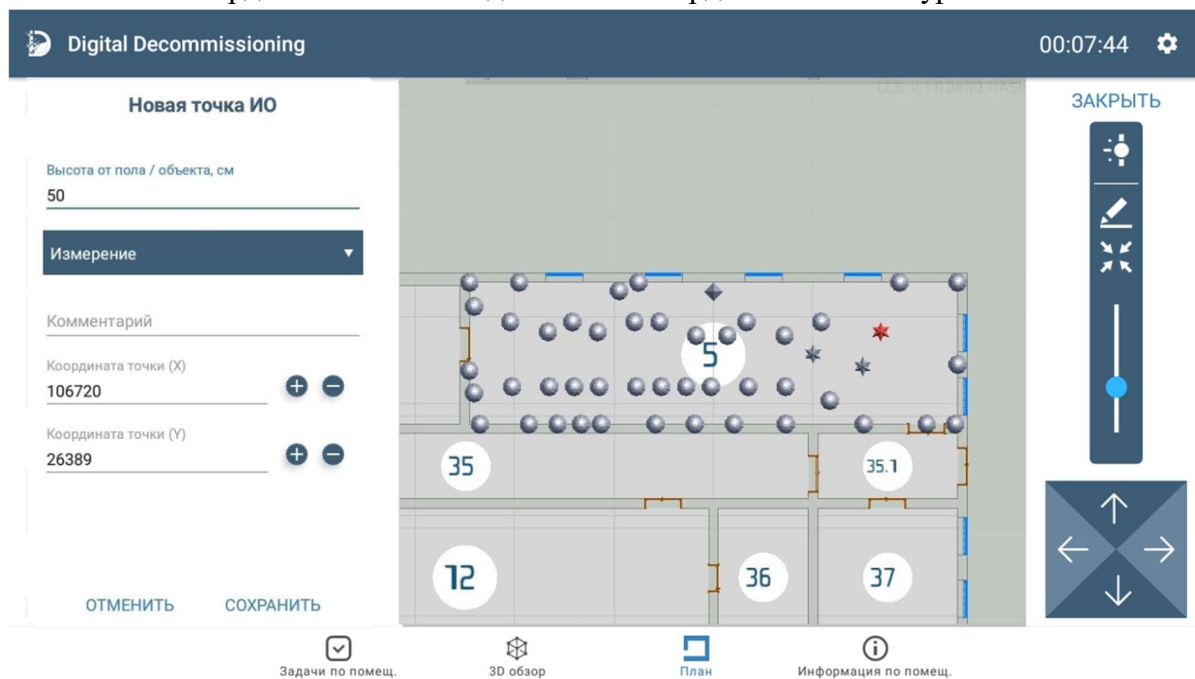 Digital Decommissioning
00:07:44
Новая точка ИО
ЗАКРЫТЬ
Высота от пола / объекта, см
50
Измерение
Комментарий
Координата точки (X)
106720
Координата точки (Y)
26389
5
35
35.1
12
36
37
ОТМЕНИТЬ СОХРАНИТЬ
Задачи по помещ.
3D обзор
План
Информация по помещ.